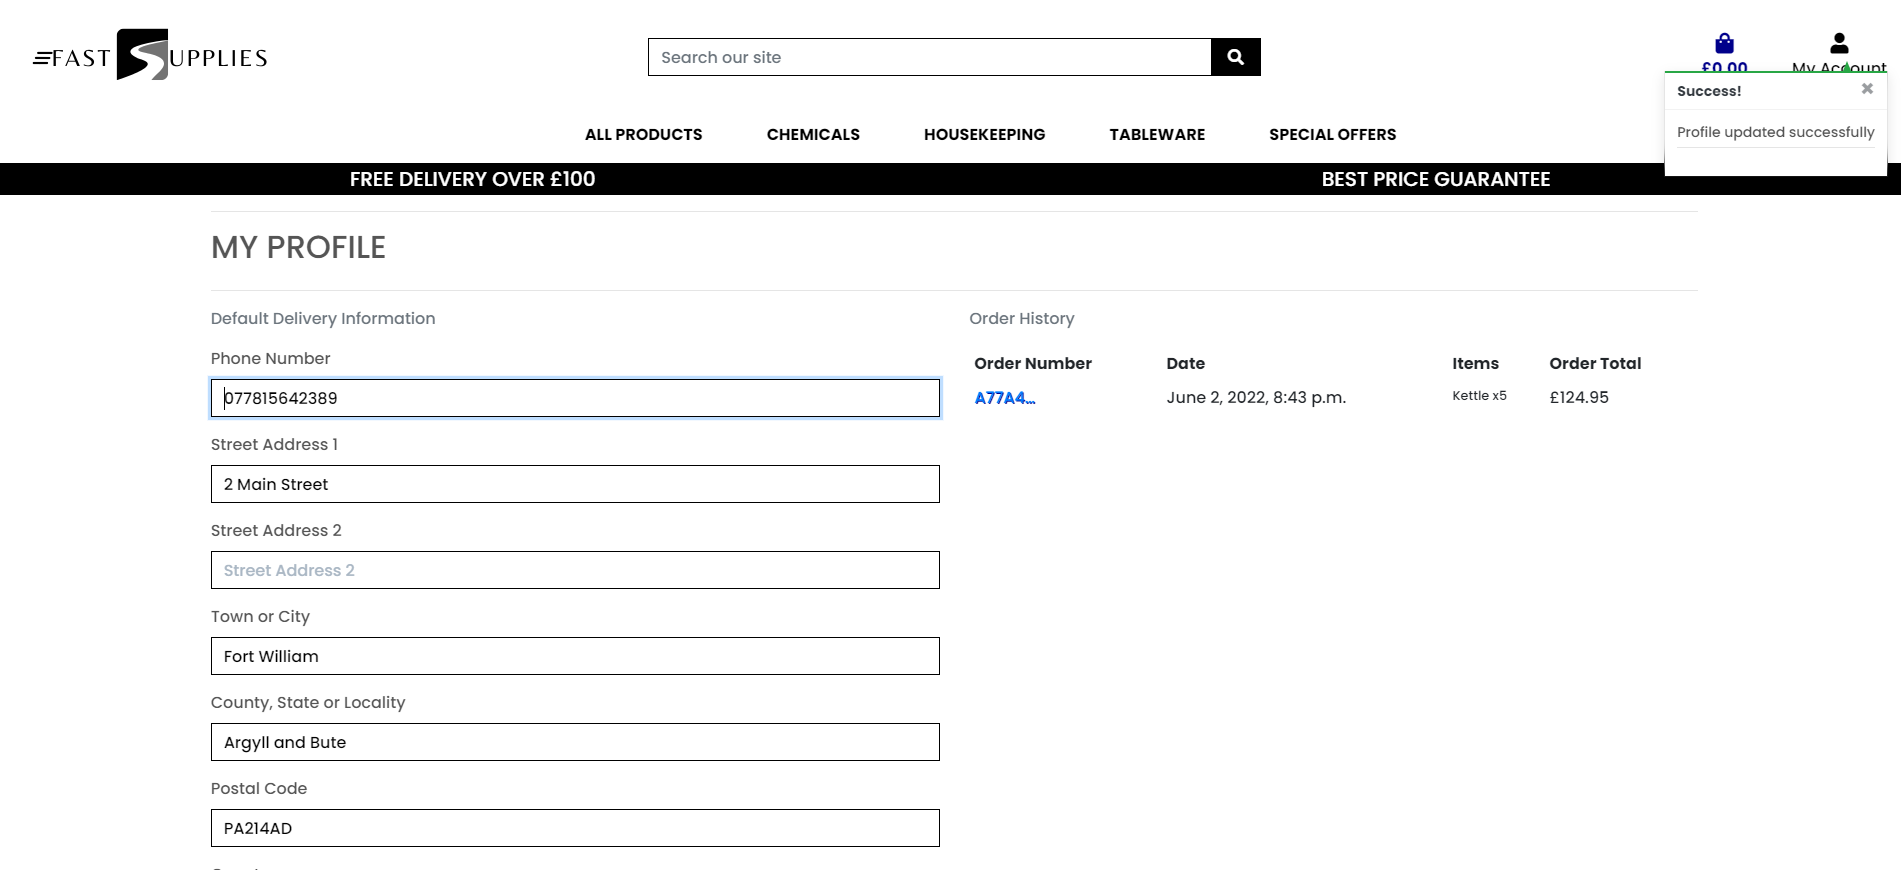 FAST SUPPLIES
Search our site
£0.00
My Account
Success!
Profile updated successfully
ALL PRODUCTS CHEMICALS HOUSEKEEPING TABLEWARE SPECIAL OFFERS
FREE DELIVERY OVER £100 BEST PRICE GUARANTEE
MY PROFILE
Default Delivery Information
Phone Number
077815642389
Street Address 1
2 Main Street
Street Address 2
Street Address 2
Town or City
Fort William
County, State or Locality
Argyll and Bute
Postal Code
PA214AD
Order History
Order Number Date Items Order Total
A77A4... June 2, 2022, 8:43 p.m. Kettle x5 £124.95